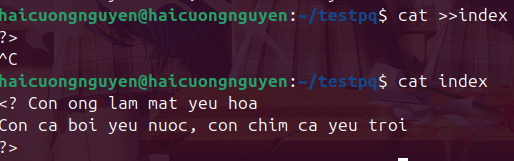 haicuongnguyen@haicuongnguyen:~/testpq$ cat >>index
?>
^C
haicuongnguyen@haicuongnguyen:~/testpq$ cat index
<? Con ong lam mat yeu hoa
Con ca boi yeu nuoc, con chim ca yeu troi
?>